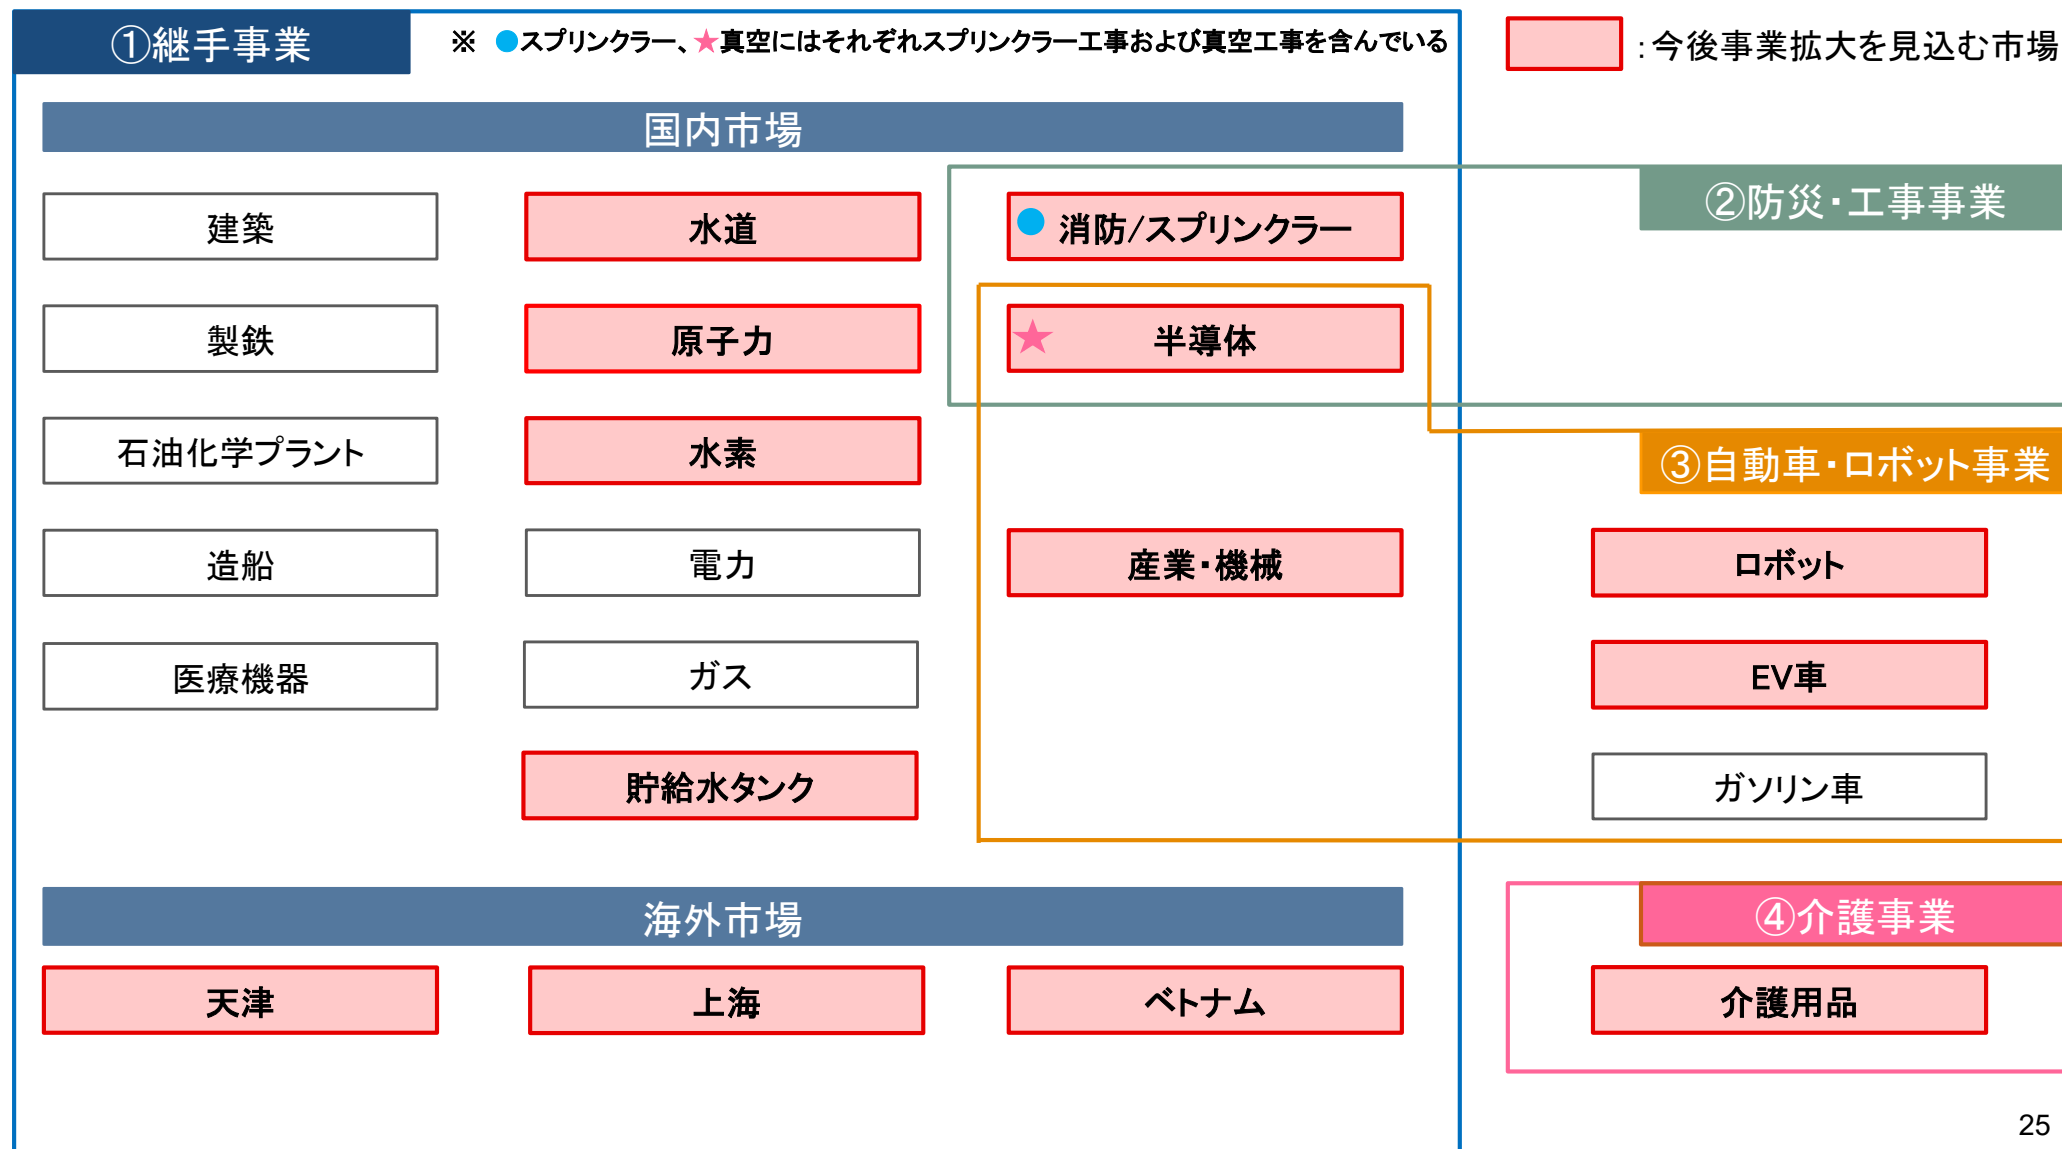 ①継手事業
※ ●スプリンクラー、★真空にはそれぞれスプリンクラー工事および真空工事を含んでいる
：今後事業拡大を見込む市場
国内市場
②防災・工事事業
建築
水道
● 消防/スプリンクラー
製鉄
原子力
★ 半導体
石油化学プラント
水素
③自動車・ロボット事業
造船
電力
産業・機械
ロボット
医療機器
ガス
EV車
貯給水タンク
ガソリン車
海外市場
④介護事業
天津
上海
ベトナム
介護用品
25